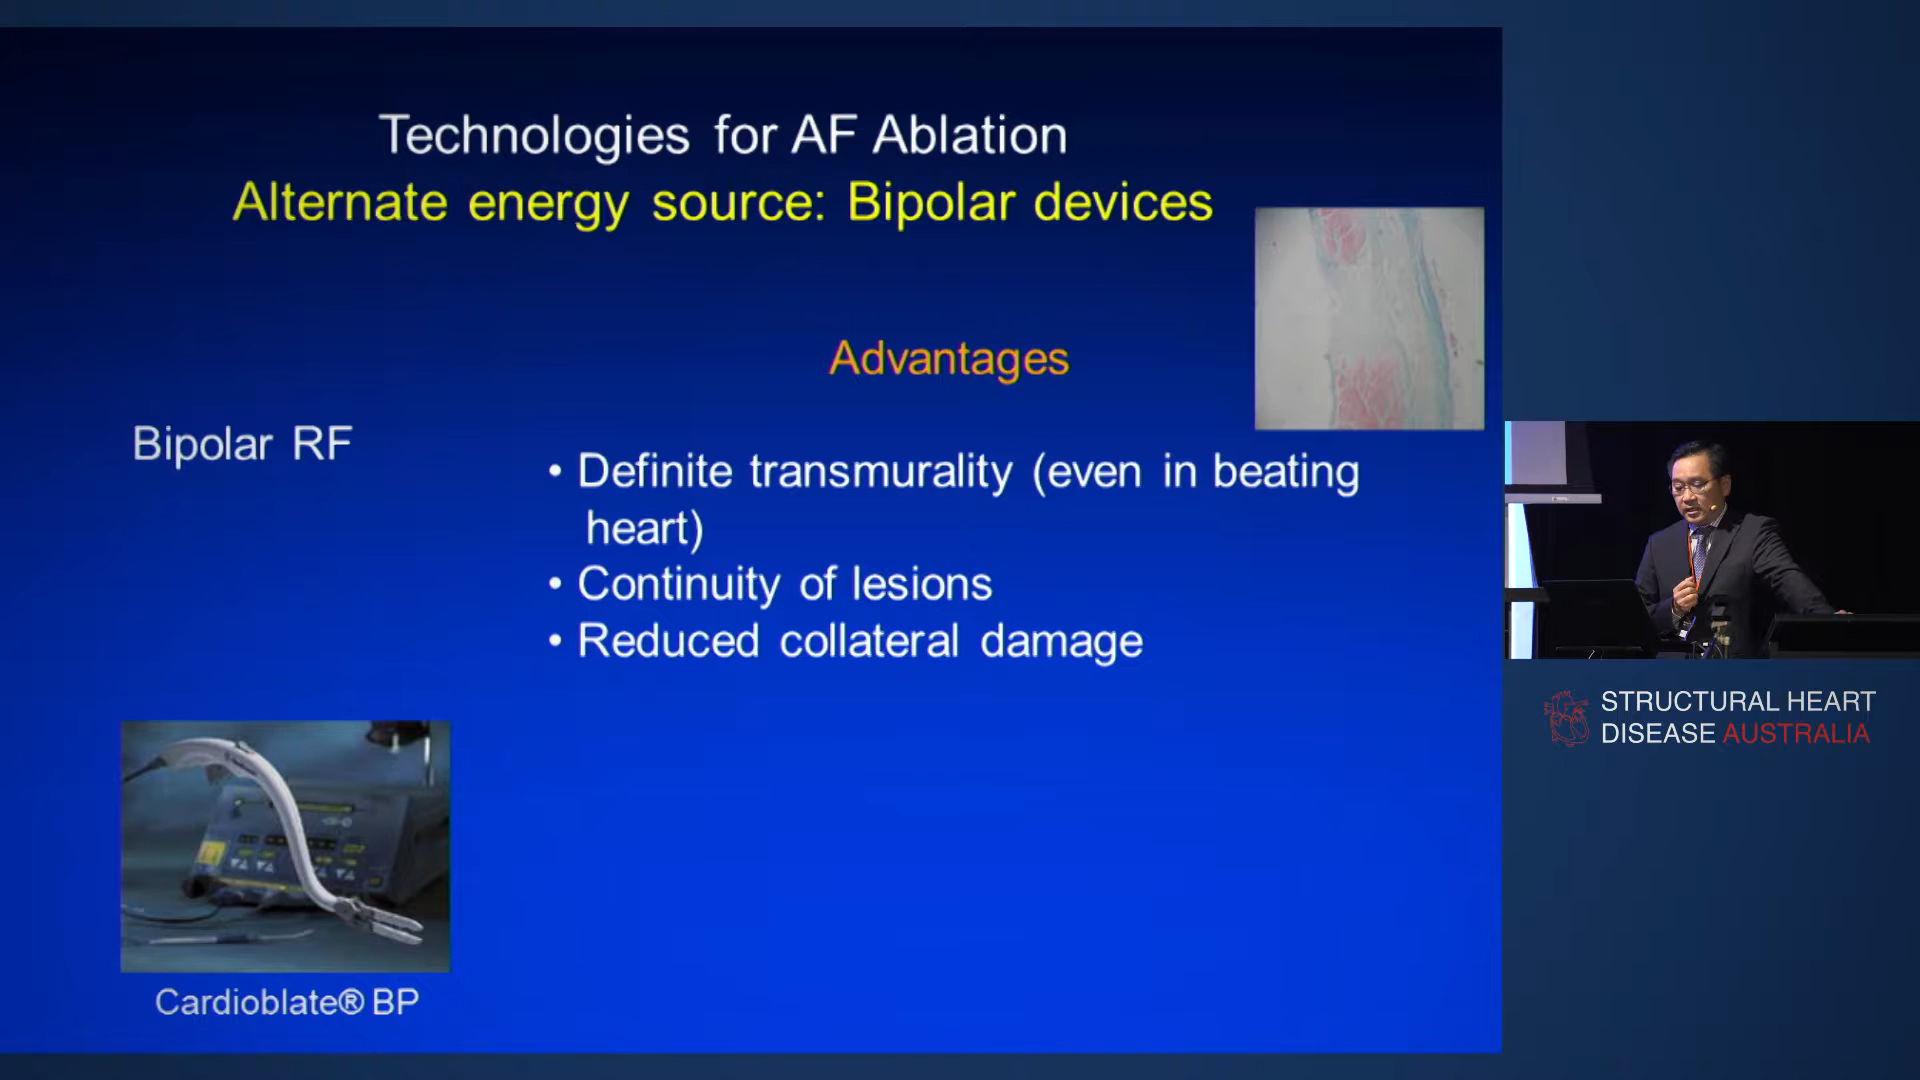 Technologies for AF Ablation
Alternate energy source: Bipolar devices
Advantages
Bipolar RF
• Definite transmurality (even in beating
heart)
• Continuity of lesions
• Reduced collateral damage
Cardioblate® BP
STRUCTURAL HEART
DISEASE AUSTRALIA